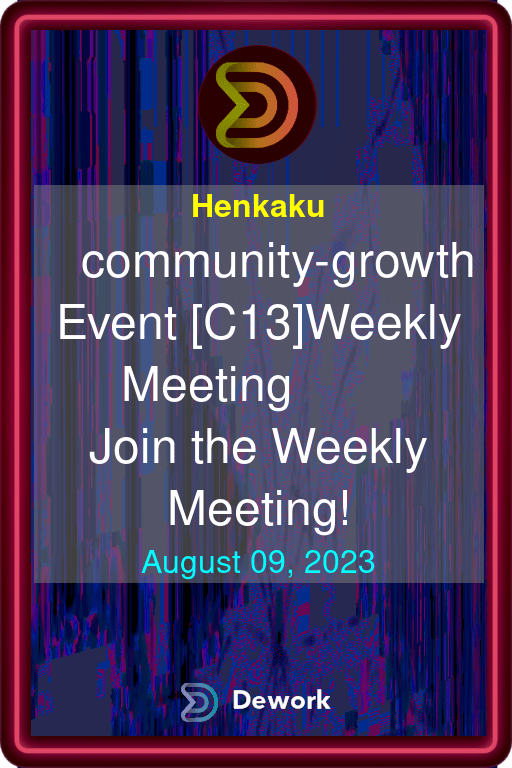 Henkaku
community-growth
Event [C13]Weekly
Meeting
Join the Weekly
Meeting!
August 09, 2023
Dework